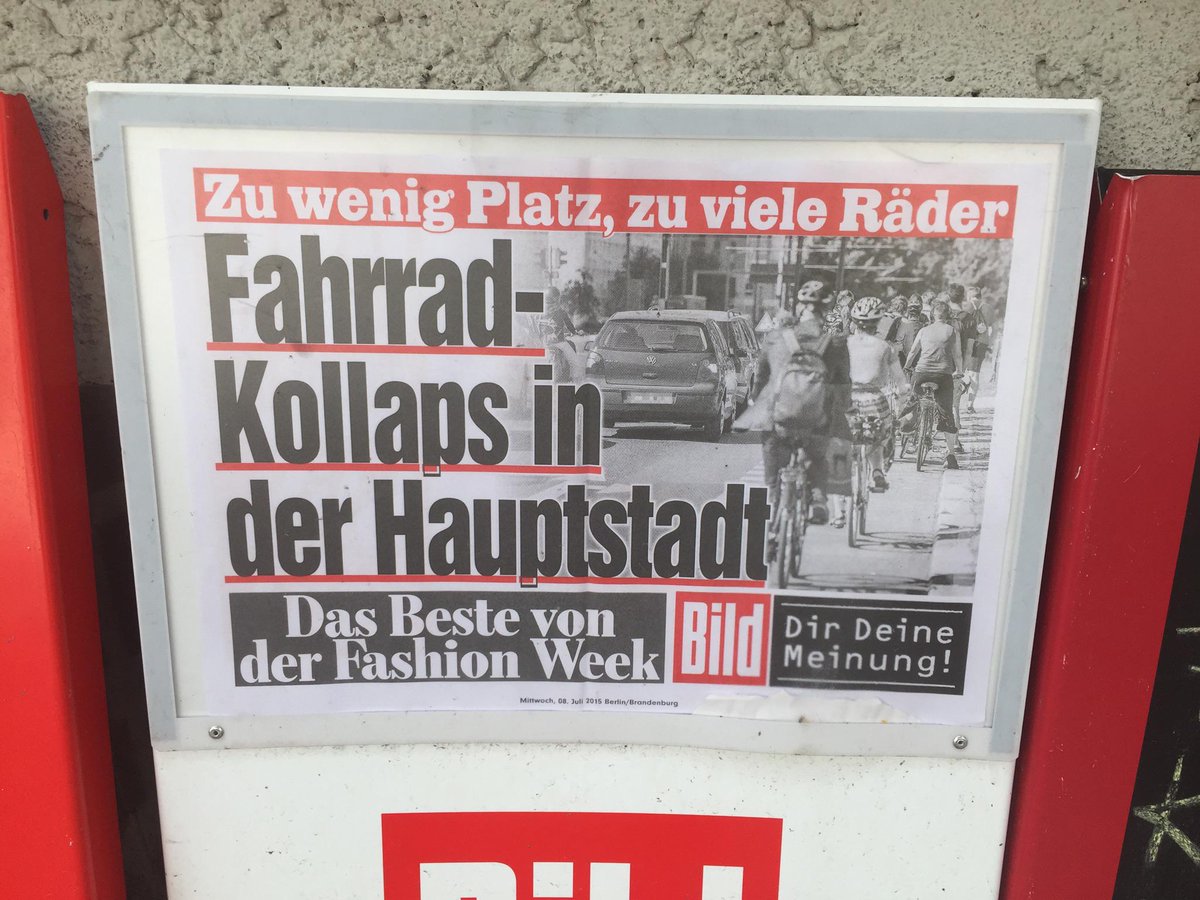 Zu wenig Platz, zu viele Räder
Fahrrad-
Kollaps in
der Hauptstadt
Das Beste von
der Fashion Week
Bild
Dir Deine
Meinung!
Mittwoch, 08. Juli 2015 Berlin/Brandenburg
Bild